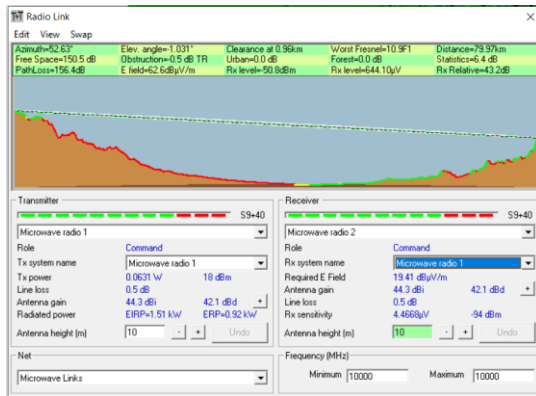 Radio Link
Edit View Swap
Azimuth=52.63° Elev. angle=-1.031° Clearance at 0.96km Worst Fresnel=10.9F1 Distance=79.97km
Free Space=150.5 dB Obstruction=-0.5 dB TR Urban=0.0 dB Forest=0.0 dB Statistics=6.4 dB
PathLoss=156.4dB E field=62.6dBµV/m Rx level=-50.8dBm Rx level=644.10µV Rx Relative=43.2dB
Transmitter
S9+40
Microwave radio 1
Role Command
Tx system name Microwave radio 1
Tx power 0.0631 W 18 dBm
Line loss 0.5 dB
Antenna gain 44.3 dBi 42.1 dBd +
Radiated power EIRP=1.51 kW ERP=0.92 kW
Antenna height (m) 10 - + Undo
Net
Microwave Links
Receiver
S9+40
Microwave radio 2
Role Command
Rx system name Microwave radio 1
Required E Field 19.41 dBµV/m
Antenna gain 44.3 dBi 42.1 dBd +
Line loss 0.5 dB
Rx sensitivity 4.4668µV -94 dBm
Antenna height (m) 10 - + Undo
Frequency (MHz)
Minimum 10000 Maximum 10000